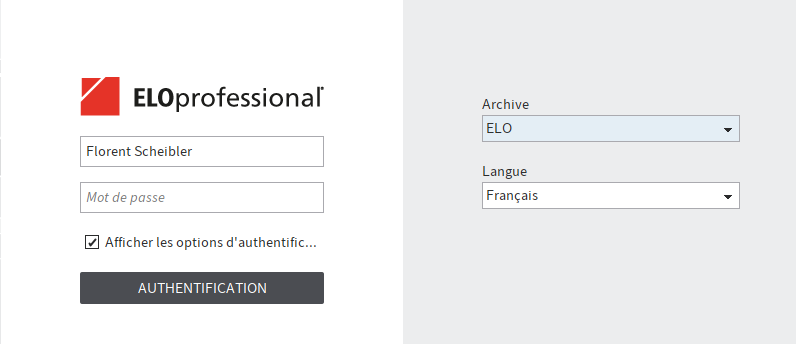 ELOprofessional
Florent Scheibler
Mot de passe
Afficher les options d'authentific...
AUTHENTIFICATION
Archive
ELO
Langue
Français